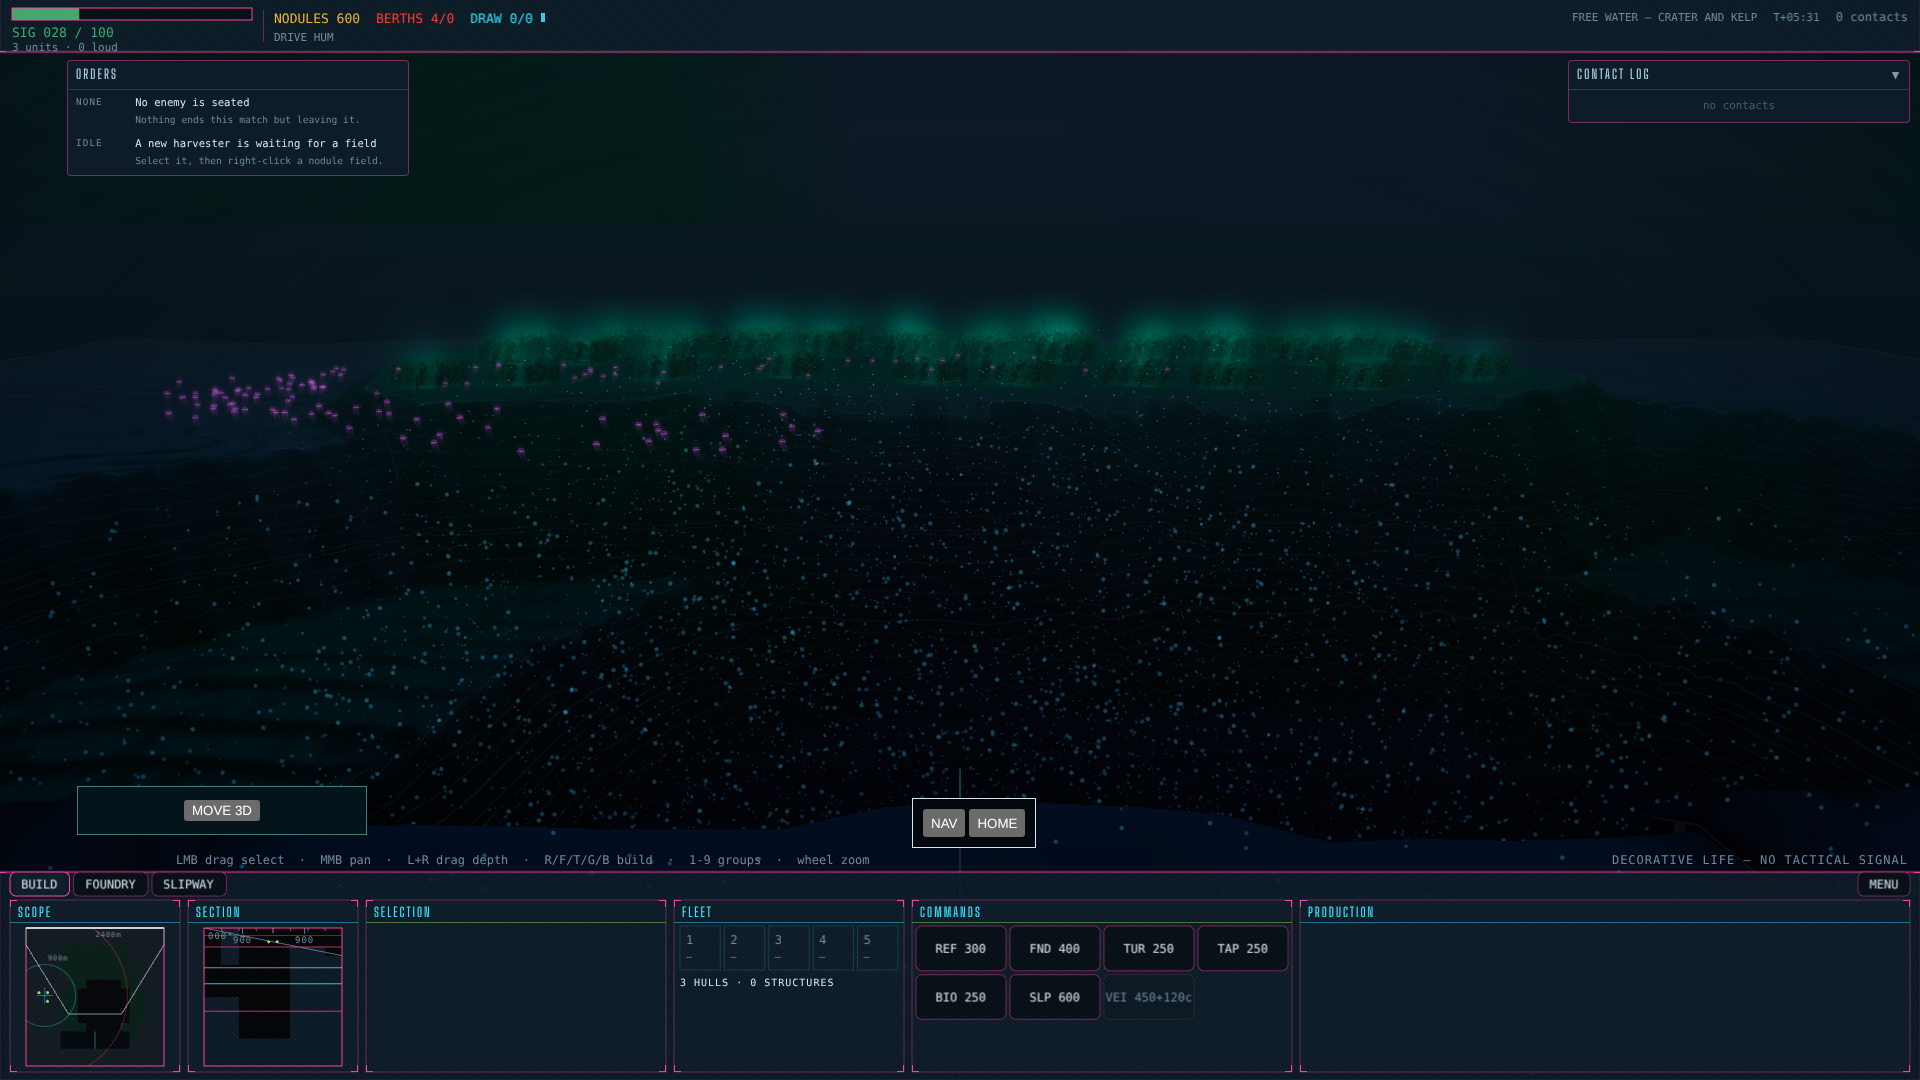 SIG 028 / 100
3 units · 0 loud
NODULES 600 BERTHS 4/0 DRAW 0/0
DRIVE HUM
FREE WATER — CRATER AND KELP T+05:31 0 contacts
ORDERS
NONE No enemy is seated
Nothing ends this match but leaving it.
IDLE A new harvester is waiting for a field
Select it, then right-click a nodule field.
CONTACT LOG ▼
no contacts
MOVE 3D
NAV HOME
LMB drag select · MMB pan · L+R drag depth · R/F/T/G/B build · 1-9 groups · wheel zoom
DECORATIVE LIFE — NO TACTICAL SIGNAL
BUILD FOUNDRY SLIPWAY MENU
SCOPE
2400m
900m
SECTION
000° 900 900
SELECTION
FLEET
1 2 3 4 5
— — — — —
3 HULLS · 0 STRUCTURES
COMMANDS
REF 300 FND 400 TUR 250 TAP 250
BIO 250 SLP 600 VEI 450+120c
PRODUCTION